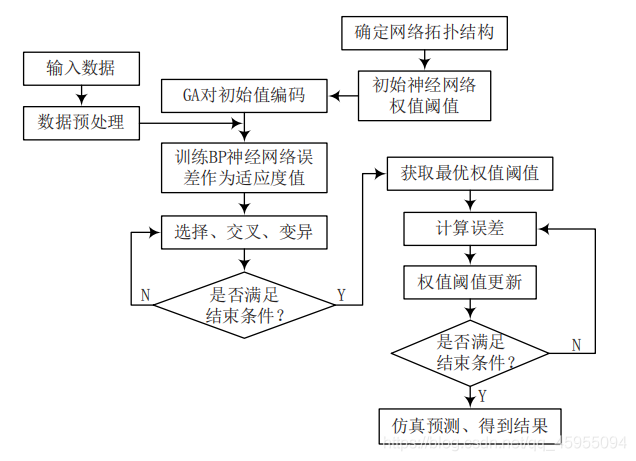 确定网络拓扑结构
输入数据
初始神经网络
权值阈值
GA对初始值编码
数据预处理
训练BP神经网络误
差作为适应度值
获取最优权值阈值
选择、交叉、变异
计算误差
是否满足
结束条件？
N
Y
权值阈值更新
是否满足
结束条件？
N
Y
仿真预测、得到结果
https://blog.csdn.net/qq_45955094